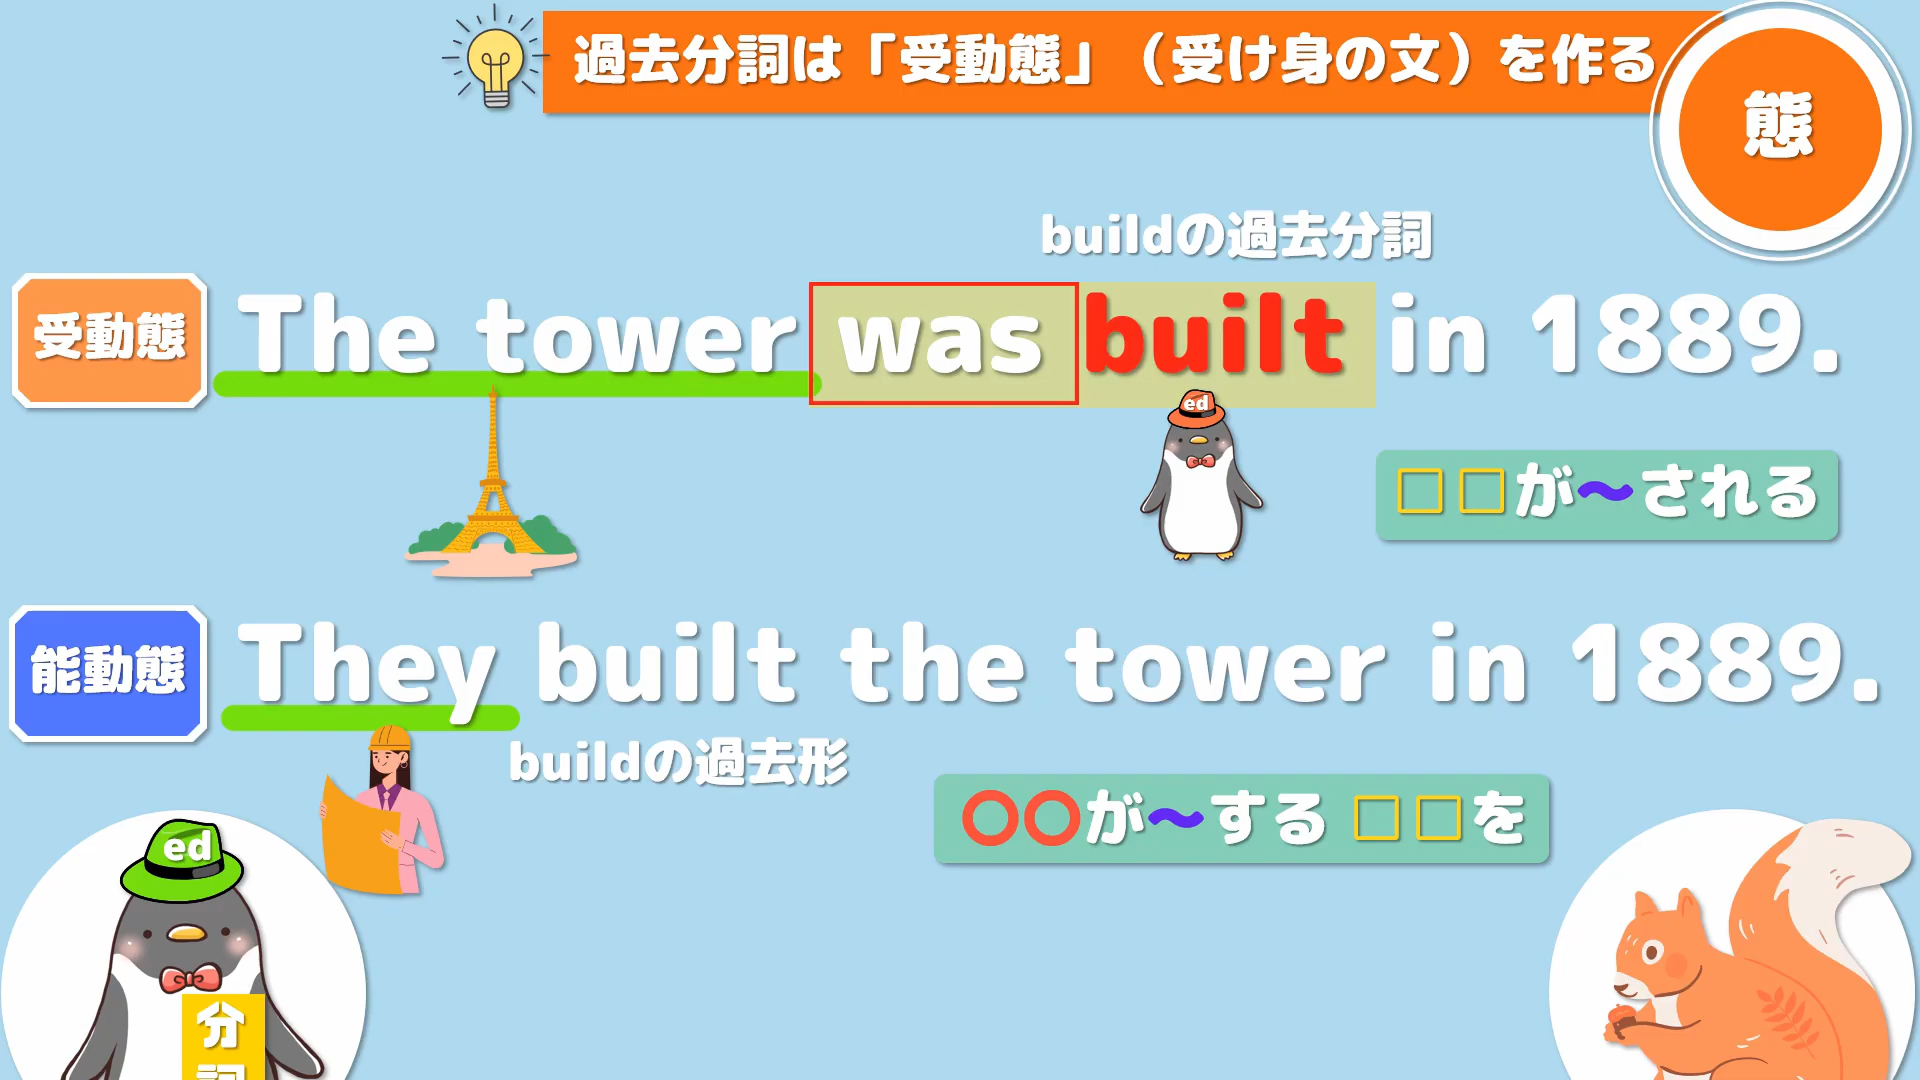 過去分詞は「受動態」（受け身の文）を作る
態
buildの過去分詞
受動態
The tower was built in 1889.
ed
□□が〜される
能動態
They built the tower in 1889.
buildの過去形
○○が〜する □□を
ed
分
詞